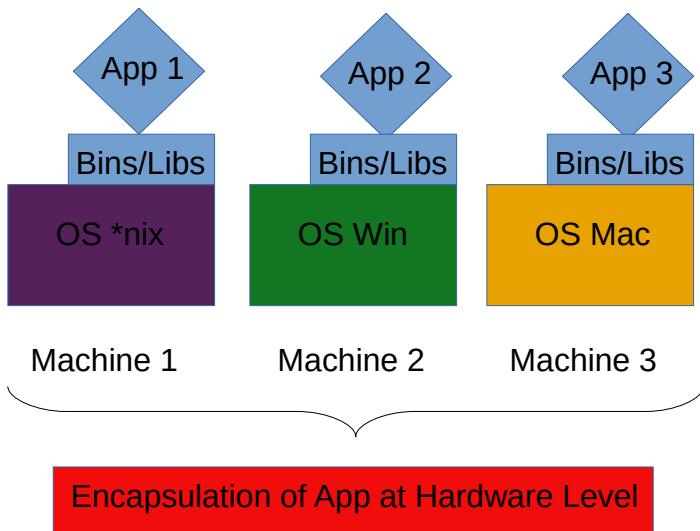 App 1
App 2
App 3
Bins/Libs
Bins/Libs
Bins/Libs
OS *nix
OS Win
OS Mac
Machine 1
Machine 2
Machine 3
Encapsulation of App at Hardware Level